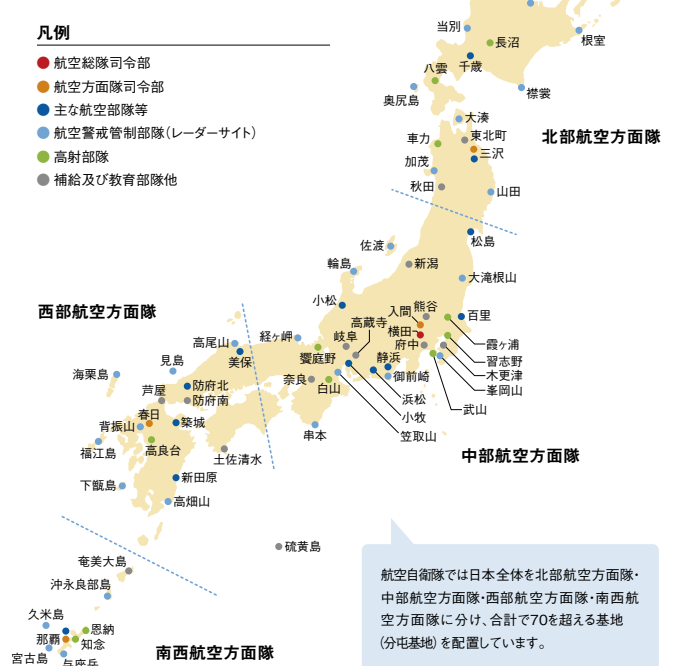 凡例
航空総隊司令部
航空方面隊司令部
主な航空部隊等
航空警戒管制部隊(レーダーサイト)
高射部隊
補給及び教育部隊他
当別
長沼
根室
八雲
千歳
奥尻島
襟裳
大湊
車力
東北町
三沢
加茂
秋田
山田
北部航空方面隊
松島
佐渡
新潟
輪島
大滝根山
小松
入間
熊谷
百里
高蔵寺
横田
岐阜
府中
霞ヶ浦
習志野
木更津
峯岡山
武山
経ヶ岬
饗庭野
静浜
御前崎
奈良
白山
浜松
小牧
笠取山
串本
中部航空方面隊
西部航空方面隊
高尾山
美保
見島
海栗島
防府北
芦屋
防府南
春日
築城
背振山
福江島
高良台
土佐清水
下甑島
新田原
高畑山
硫黄島
奄美大島
沖永良部島
久米島
恩納
那覇
知念
宮古島
与座岳
南西航空方面隊
航空自衛隊では日本全体を北部航空方面隊・
中部航空方面隊・西部航空方面隊・南西航
空方面隊に分け、合計で70を超える基地
(分屯基地)を配置しています。